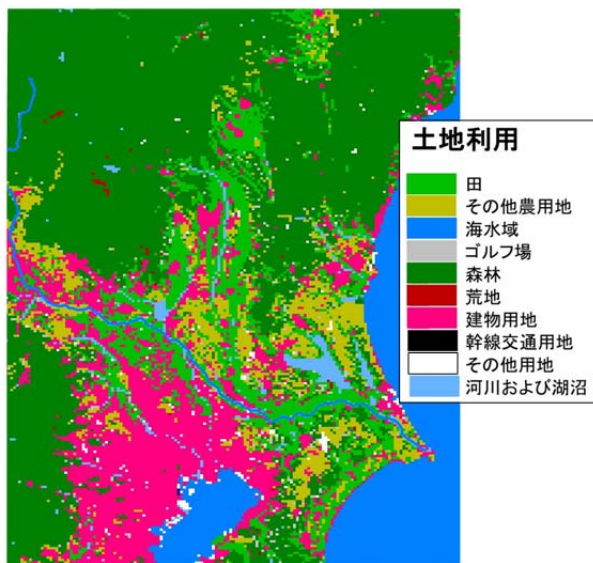 土地利用
田
その他農用地
海水域
ゴルフ場
森林
荒地
建物用地
幹線交通用地
その他用地
河川および湖沼